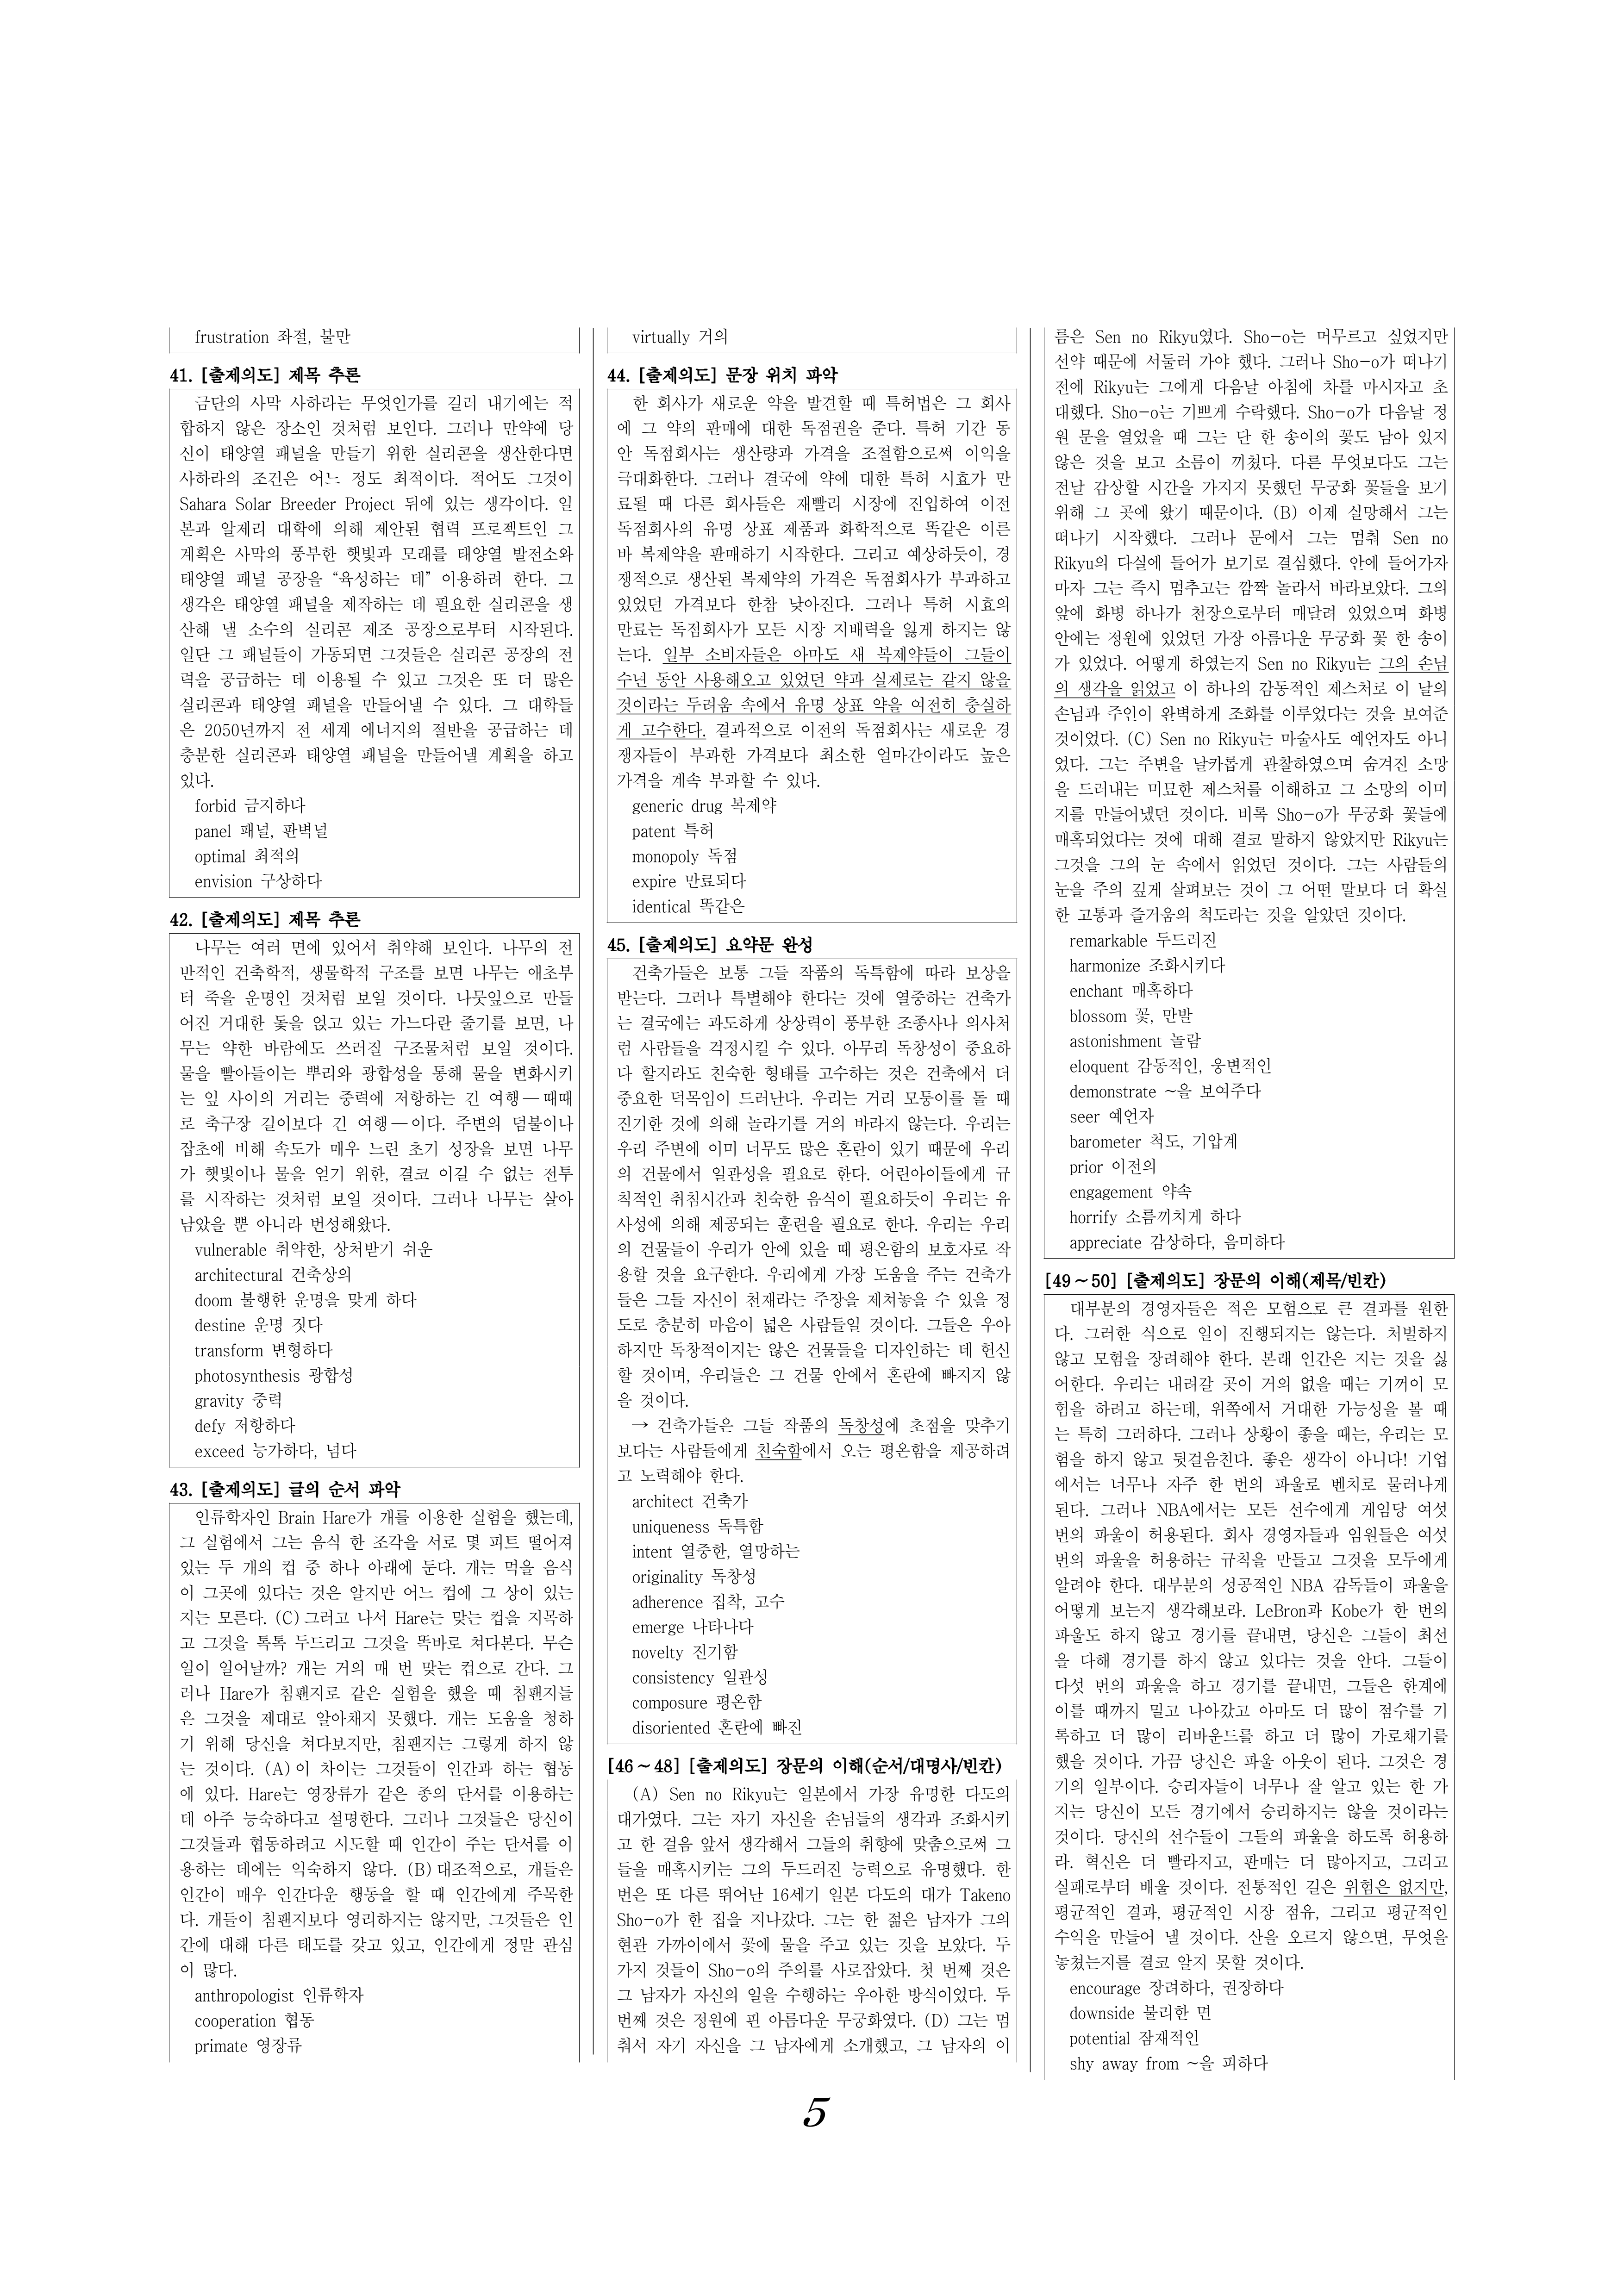 frustration 좌절, 불만
41. [출제의도] 제목 추론
금단의 사막 사하라는 무엇인가를 길러 내기에는 적
합하지 않은 장소인 것처럼 보인다. 그러나 만약에 당
신이 태양열 패널을 만들기 위한 실리콘을 생산한다면
사하라의 조건은 어느 정도 최적이다. 적어도 그것이
Sahara Solar Breeder Project 뒤에 있는 생각이다. 일
본과 알제리 대학에 의해 제안된 협력 프로젝트인 그
계획은 사막의 풍부한 햇빛과 모래를 태양열 발전소와
태양열 패널 공장을 “육성하는 데” 이용하려 한다. 그
생각은 태양열 패널을 제작하는 데 필요한 실리콘을 생
산해 낼 소수의 실리콘 제조 공장으로부터 시작된다.
일단 그 패널들이 가동되면 그것들은 실리콘 공장의 전
력을 공급하는 데 이용될 수 있고 그것은 또 더 많은
실리콘과 태양열 패널을 만들어낼 수 있다. 그 대학들
은 2050년까지 전 세계 에너지의 절반을 공급하는 데
충분한 실리콘과 태양열 패널을 만들어낼 계획을 하고
있다.
forbid 금지하다
panel 패널, 판벽널
optimal 최적의
envision 구상하다
42. [출제의도] 제목 추론
나무는 여러 면에 있어서 취약해 보인다. 나무의 전
반적인 건축학적, 생물학적 구조를 보면 나무는 애초부
터 죽을 운명인 것처럼 보일 것이다. 나뭇잎으로 만들
어진 거대한 돛을 얹고 있는 가느다란 줄기를 보면, 나
무는 약한 바람에도 쓰러질 구조물처럼 보일 것이다.
물을 빨아들이는 뿌리와 광합성을 통해 물을 변화시키
는 잎 사이의 거리는 중력에 저항하는 긴 여행―때때
로 축구장 길이보다 긴 여행―이다. 주변의 덤불이나
잡초에 비해 속도가 매우 느린 초기 성장을 보면 나무
가 햇빛이나 물을 얻기 위한, 결코 이길 수 없는 전투
를 시작하는 것처럼 보일 것이다. 그러나 나무는 살아
남았을 뿐 아니라 번성해왔다.
vulnerable 취약한, 상처받기 쉬운
architectural 건축상의
doom 불행한 운명을 맞게 하다
destine 운명 짓다
transform 변형하다
photosynthesis 광합성
gravity 중력
defy 저항하다
exceed 능가하다, 넘다
43. [출제의도] 글의 순서 파악
인류학자인 Brain Hare가 개를 이용한 실험을 했는데,
그 실험에서 그는 음식 한 조각을 서로 몇 피트 떨어져
있는 두 개의 컵 중 하나 아래에 둔다. 개는 먹을 음식
이 그곳에 있다는 것은 알지만 어느 컵에 그 상이 있는
지는 모른다. (C) 그러고 나서 Hare는 맞는 컵을 지목하
고 그것을 톡톡 두드리고 그것을 똑바로 쳐다본다. 무슨
일이 일어날까? 개는 거의 매 번 맞는 컵으로 간다. 그
러나 Hare가 침팬지로 같은 실험을 했을 때 침팬지들
은 그것을 제대로 알아채지 못했다. 개는 도움을 청하
기 위해 당신을 쳐다보지만, 침팬지는 그렇게 하지 않
는 것이다. (A) 이 차이는 그것들이 인간과 하는 협동
에 있다. Hare는 영장류가 같은 종의 단서를 이용하는
데 아주 능숙하다고 설명한다. 그러나 그것들은 당신이
그것들과 협동하려고 시도할 때 인간이 주는 단서를 이
용하는 데에는 익숙하지 않다. (B) 대조적으로, 개들은
인간이 매우 인간다운 행동을 할 때 인간에게 주목한
다. 개들이 침팬지보다 영리하지는 않지만, 그것들은 인
간에 대해 다른 태도를 갖고 있고, 인간에게 정말 관심
이 많다.
anthropologist 인류학자
cooperation 협동
primate 영장류
virtually 거의
44. [출제의도] 문장 위치 파악
한 회사가 새로운 약을 발견할 때 특허법은 그 회사
에 그 약의 판매에 대한 독점권을 준다. 특허 기간 동
안 독점회사는 생산량과 가격을 조절함으로써 이익을
극대화한다. 그러나 결국에 약에 대한 특허 시효가 만
료될 때 다른 회사들은 재빨리 시장에 진입하여 이전
독점회사의 유명 상표 제품과 화학적으로 똑같은 이른
바 복제약을 판매하기 시작한다. 그리고 예상하듯이, 경
쟁적으로 생산된 복제약의 가격은 독점회사가 부과하고
있었던 가격보다 한참 낮아진다. 그러나 특허 시효의
만료는 독점회사가 모든 시장 지배력을 잃게 하지는 않
는다. 일부 소비자들은 아마도 새 복제약들이 그들이
수년 동안 사용해오고 있었던 약과 실제로는 같지 않을
것이라는 두려움 속에서 유명 상표 약을 여전히 충실하
게 고수한다. 결과적으로 이전의 독점회사는 새로운 경
쟁자들이 부과한 가격보다 최소한 얼마간이라도 높은
가격을 계속 부과할 수 있다.
generic drug 복제약
patent 특허
monopoly 독점
expire 만료되다
identical 똑같은
45. [출제의도] 요약문 완성
건축가들은 보통 그들 작품의 독특함에 따라 보상을
받는다. 그러나 특별해야 한다는 것에 열중하는 건축가
는 결국에는 과도하게 상상력이 풍부한 조종사나 의사처
럼 사람들을 걱정시킬 수 있다. 아무리 독창성이 중요하
다 할지라도 친숙한 형태를 고수하는 것은 건축에서 더
중요한 덕목임이 드러난다. 우리는 거리 모퉁이를 돌 때
진기한 것에 의해 놀라기를 거의 바라지 않는다. 우리는
우리 주변에 이미 너무도 많은 혼란이 있기 때문에 우리
의 건물에서 일관성을 필요로 한다. 어린아이들에게 규
칙적인 취침시간과 친숙한 음식이 필요하듯이 우리는 유
사성에 의해 제공되는 훈련을 필요로 한다. 우리는 우리
의 건물들이 우리가 안에 있을 때 평온함의 보호자로 작
용할 것을 요구한다. 우리에게 가장 도움을 주는 건축가
들은 그들 자신이 천재라는 주장을 제쳐놓을 수 있을 정
도로 충분히 마음이 넓은 사람들일 것이다. 그들은 우아
하지만 독창적이지는 않은 건물들을 디자인하는 데 헌신
할 것이며, 우리들은 그 건물 안에서 혼란에 빠지지 않
을 것이다.
→ 건축가들은 그들 작품의 독창성에 초점을 맞추기
보다는 사람들에게 친숙함에서 오는 평온함을 제공하려
고 노력해야 한다.
architect 건축가
uniqueness 독특함
intent 열중한, 열망하는
originality 독창성
adherence 집착, 고수
emerge 나타나다
novelty 진기함
consistency 일관성
composure 평온함
disoriented 혼란에 빠진
[46～48] [출제의도] 장문의 이해(순서/대명사/빈칸)
(A) Sen no Rikyu는 일본에서 가장 유명한 다도의
대가였다. 그는 자기 자신을 손님들의 생각과 조화시키
고 한 걸음 앞서 생각해서 그들의 취향에 맞춤으로써 그
들을 매혹시키는 그의 두드러진 능력으로 유명했다. 한
번은 또 다른 뛰어난 16세기 일본 다도의 대가 Takeno
Sho-o가 한 집을 지나갔다. 그는 한 젊은 남자가 그의
현관 가까이에서 꽃에 물을 주고 있는 것을 보았다. 두
가지 것들이 Sho-o의 주의를 사로잡았다. 첫 번째 것은
그 남자가 자신의 일을 수행하는 우아한 방식이었다. 두
번째 것은 정원에 핀 아름다운 무궁화였다. (D) 그는 멈
춰서 자기 자신을 그 남자에게 소개했고, 그 남자의 이
름은 Sen no Rikyu였다. Sho-o는 머무르고 싶었지만
선약 때문에 서둘러 가야 했다. 그러나 Sho-o가 떠나기
전에 Rikyu는 그에게 다음날 아침에 차를 마시자고 초
대했다. Sho-o는 기쁘게 수락했다. Sho-o가 다음날 정
원 문을 열었을 때 그는 단 한 송이의 꽃도 남아 있지
않은 것을 보고 소름이 끼쳤다. 다른 무엇보다도 그는
전날 감상할 시간을 가지지 못했던 무궁화 꽃들을 보기
위해 그 곳에 왔기 때문이다. (B) 이제 실망해서 그는
떠나기 시작했다. 그러나 문에서 그는 멈춰 Sen no
Rikyu의 다실에 들어가 보기로 결심했다. 안에 들어가자
마자 그는 즉시 멈추고는 깜짝 놀라서 바라보았다. 그의
앞에 화병 하나가 천장으로부터 매달려 있었으며 화병
안에는 정원에 있었던 가장 아름다운 무궁화 꽃 한 송이
가 있었다. 어떻게 하였는지 Sen no Rikyu는 그의 손님
의 생각을 읽었고 이 하나의 감동적인 제스처로 이 날의
손님과 주인이 완벽하게 조화를 이루었다는 것을 보여준
것이었다. (C) Sen no Rikyu는 마술사도 예언자도 아니
었다. 그는 주변을 날카롭게 관찰하였으며 숨겨진 소망
을 드러내는 미묘한 제스처를 이해하고 그 소망의 이미
지를 만들어냈던 것이다. 비록 Sho-o가 무궁화 꽃들에
매혹되었다는 것에 대해 결코 말하지 않았지만 Rikyu는
그것을 그의 눈 속에서 읽었던 것이다. 그는 사람들의
눈을 주의 깊게 살펴보는 것이 그 어떤 말보다 더 확실
한 고통과 즐거움의 척도라는 것을 알았던 것이다.
remarkable 두드러진
harmonize 조화시키다
enchant 매혹하다
blossom 꽃, 만발
astonishment 놀람
eloquent 감동적인, 웅변적인
demonstrate ~을 보여주다
seer 예언자
barometer 척도, 기압계
prior 이전의
engagement 약속
horrify 소름끼치게 하다
appreciate 감상하다, 음미하다
[49～50] [출제의도] 장문의 이해(제목/빈칸)
대부분의 경영자들은 적은 모험으로 큰 결과를 원한
다. 그러한 식으로 일이 진행되지는 않는다. 처벌하지
않고 모험을 장려해야 한다. 본래 인간은 지는 것을 싫
어한다. 우리는 내려갈 곳이 거의 없을 때는 기꺼이 모
험을 하려고 하는데, 위쪽에서 거대한 가능성을 볼 때
는 특히 그러하다. 그러나 상황이 좋을 때는, 우리는 모
험을 하지 않고 뒷걸음친다. 좋은 생각이 아니다! 기업
에서는 너무나 자주 한 번의 파울로 벤치로 물러나게
된다. 그러나 NBA에서는 모든 선수에게 게임당 여섯
번의 파울이 허용된다. 회사 경영자들과 임원들은 여섯
번의 파울을 허용하는 규칙을 만들고 그것을 모두에게
알려야 한다. 대부분의 성공적인 NBA 감독들이 파울을
어떻게 보는지 생각해보라. LeBron과 Kobe가 한 번의
파울도 하지 않고 경기를 끝내면, 당신은 그들이 최선
을 다해 경기를 하지 않고 있다는 것을 안다. 그들이
다섯 번의 파울을 하고 경기를 끝내면, 그들은 한계에
이를 때까지 밀고 나아갔고 아마도 더 많이 점수를 기
록하고 더 많이 리바운드를 하고 더 많이 가로채기를
했을 것이다. 가끔 당신은 파울 아웃이 된다. 그것은 경
기의 일부이다. 승리자들이 너무나 잘 알고 있는 한 가
지는 당신이 모든 경기에서 승리하지는 않을 것이라는
것이다. 당신의 선수들이 그들의 파울을 하도록 허용하
라. 혁신은 더 빨라지고, 판매는 더 많아지고, 그리고
실패로부터 배울 것이다. 전통적인 길은 위험은 없지만,
평균적인 결과, 평균적인 시장 점유, 그리고 평균적인
수익을 만들어 낼 것이다. 산을 오르지 않으면, 무엇을
놓쳤는지를 결코 알지 못할 것이다.
encourage 장려하다, 권장하다
downside 불리한 면
potential 잠재적인
shy away from ~을 피하다
5